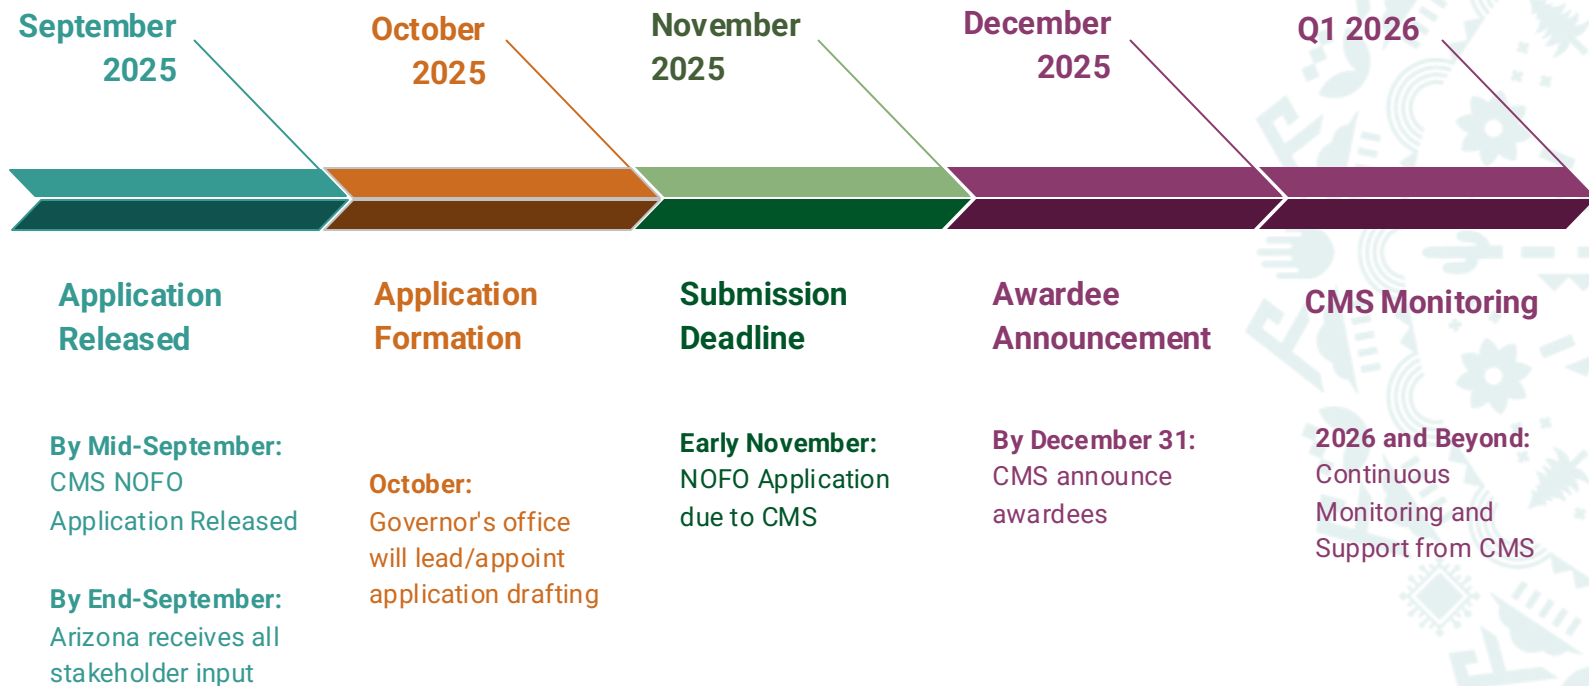 September
2025
October
2025
November
2025
December
2025
Q1 2026
Application
Released
Application
Formation
Submission
Deadline
Awardee
Announcement
CMS Monitoring
By Mid-September:
CMS NOFO
Application Released
By End-September:
Arizona receives all
stakeholder input
October:
Governor's office
will lead/appoint
application drafting
Early November:
NOFO Application
due to CMS
By December 31:
CMS announce
awardees
2026 and Beyond:
Continuous
Monitoring and
Support from CMS